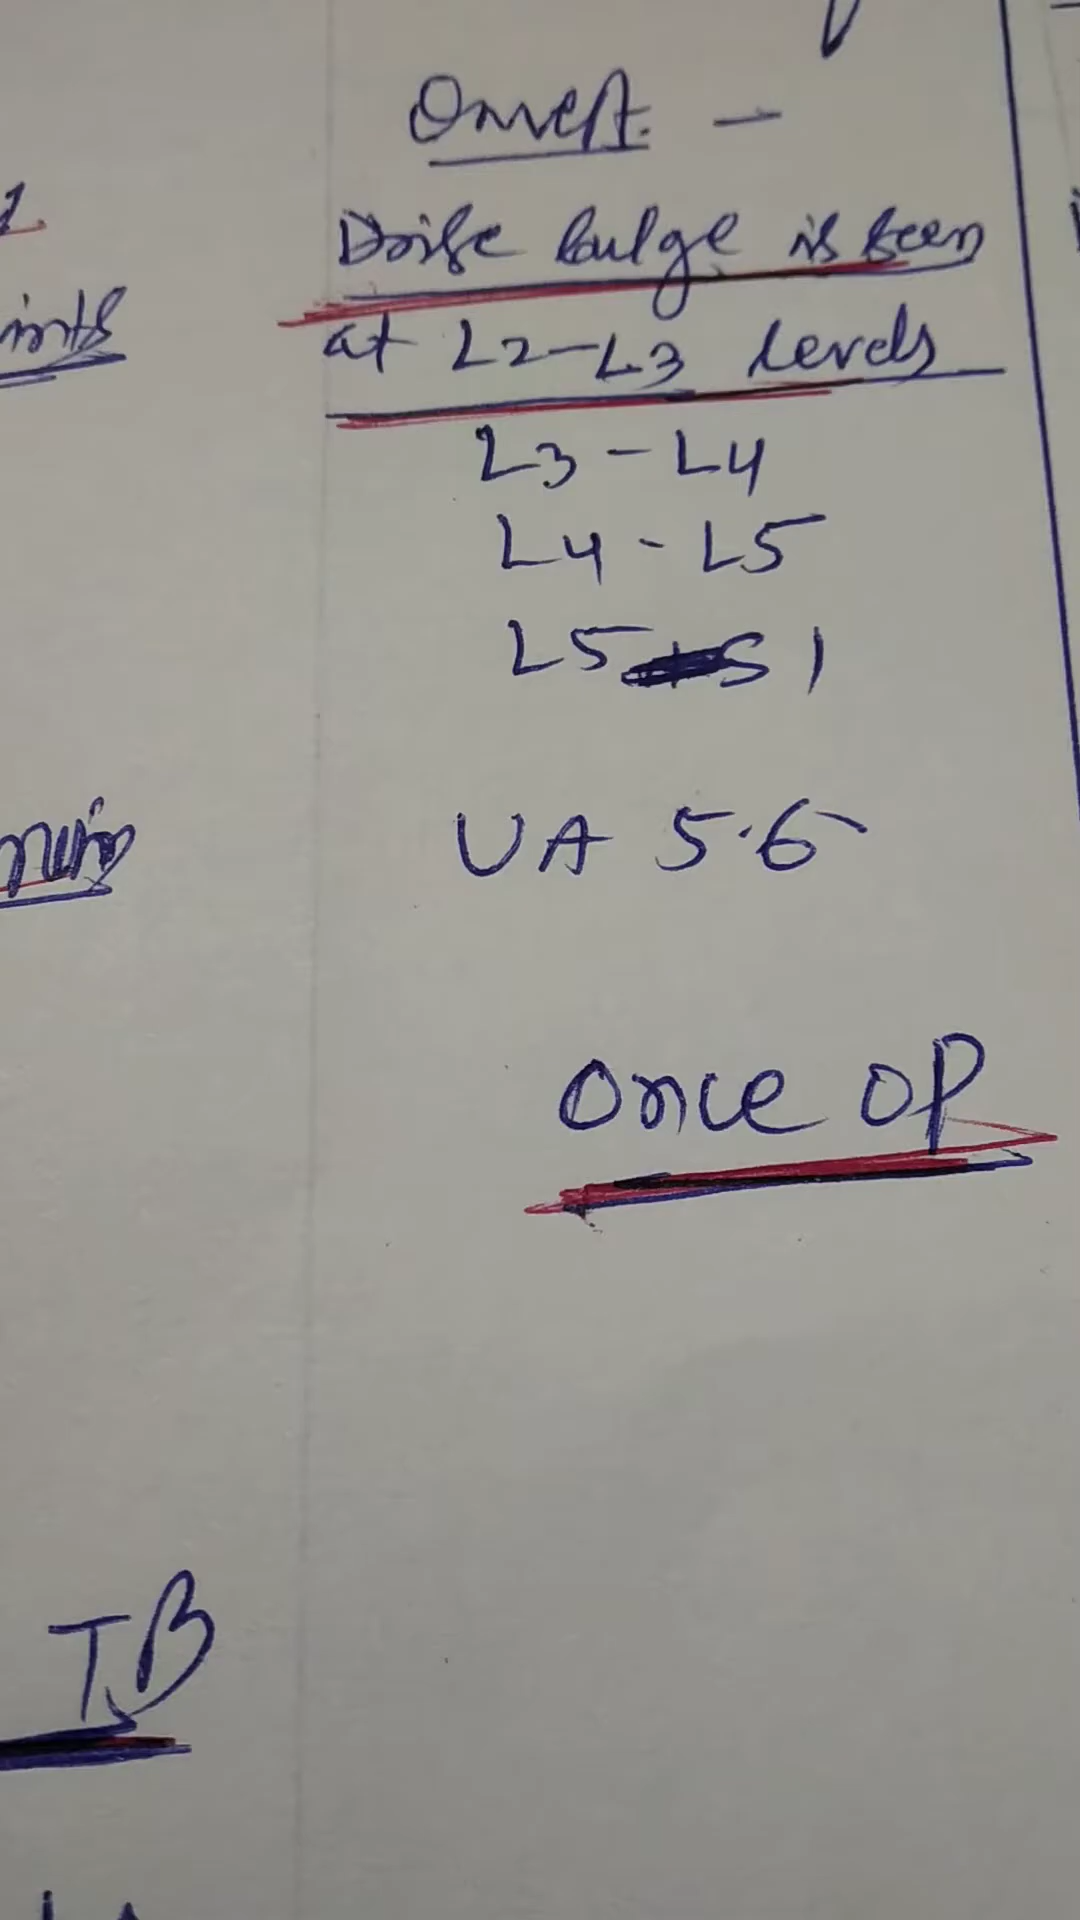 Onset. -
Disc bulge is seen
at L2-L3 levels
L3 - L4
L4 - L5
L5 - S1
UA 5.6
Once OP
TB